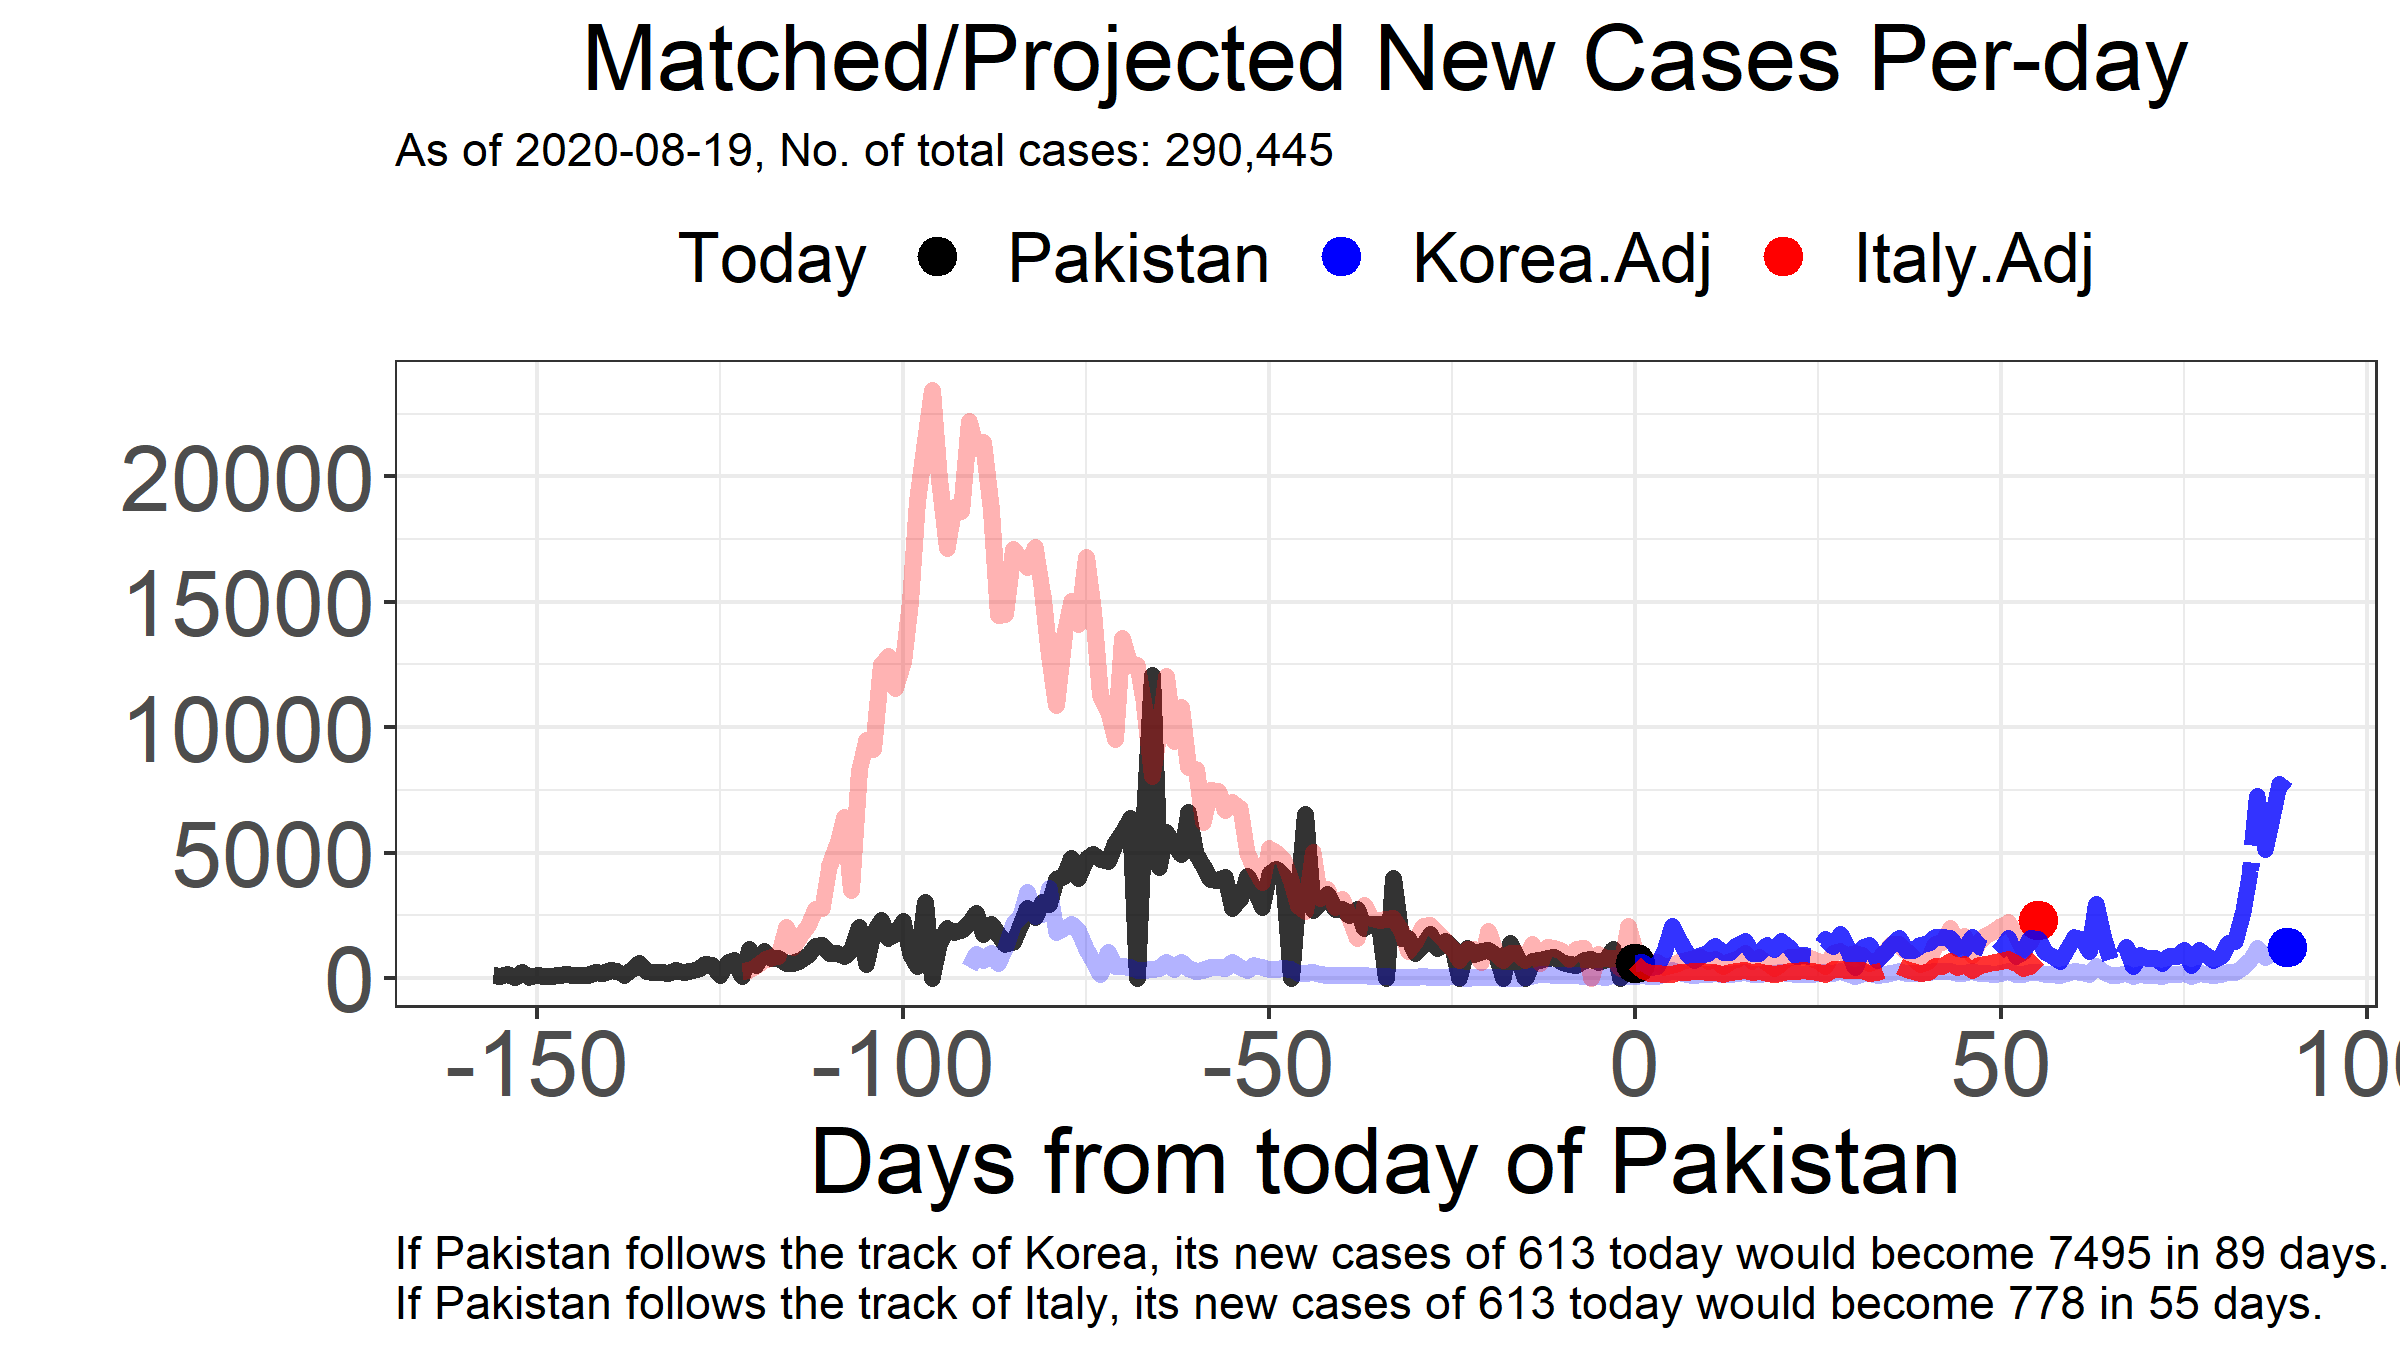 Matched/Projected New Cases Per-day
As of 2020-08-19, No. of total cases: 290,445
Today Pakistan Korea.Adj Italy.Adj
20000
15000
10000
5000
0
-150 -100 -50 0 50 100
Days from today of Pakistan
If Pakistan follows the track of Korea, its new cases of 613 today would become 7495 in 89 days.
If Pakistan follows the track of Italy, its new cases of 613 today would become 778 in 55 days.